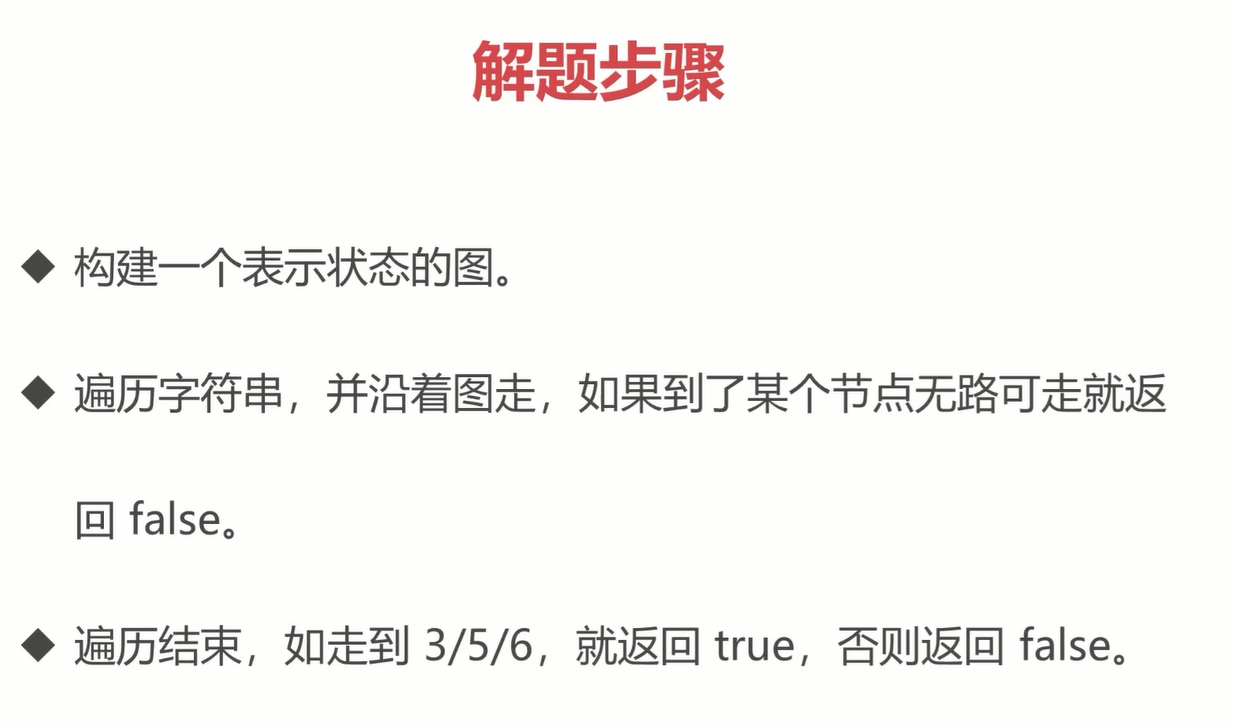 解题步骤
◆ 构建一个表示状态的图。
◆ 遍历字符串，并沿着图走，如果到了某个节点无路可走就返
回 false。
◆ 遍历结束，如走到 3/5/6，就返回 true，否则返回 false。